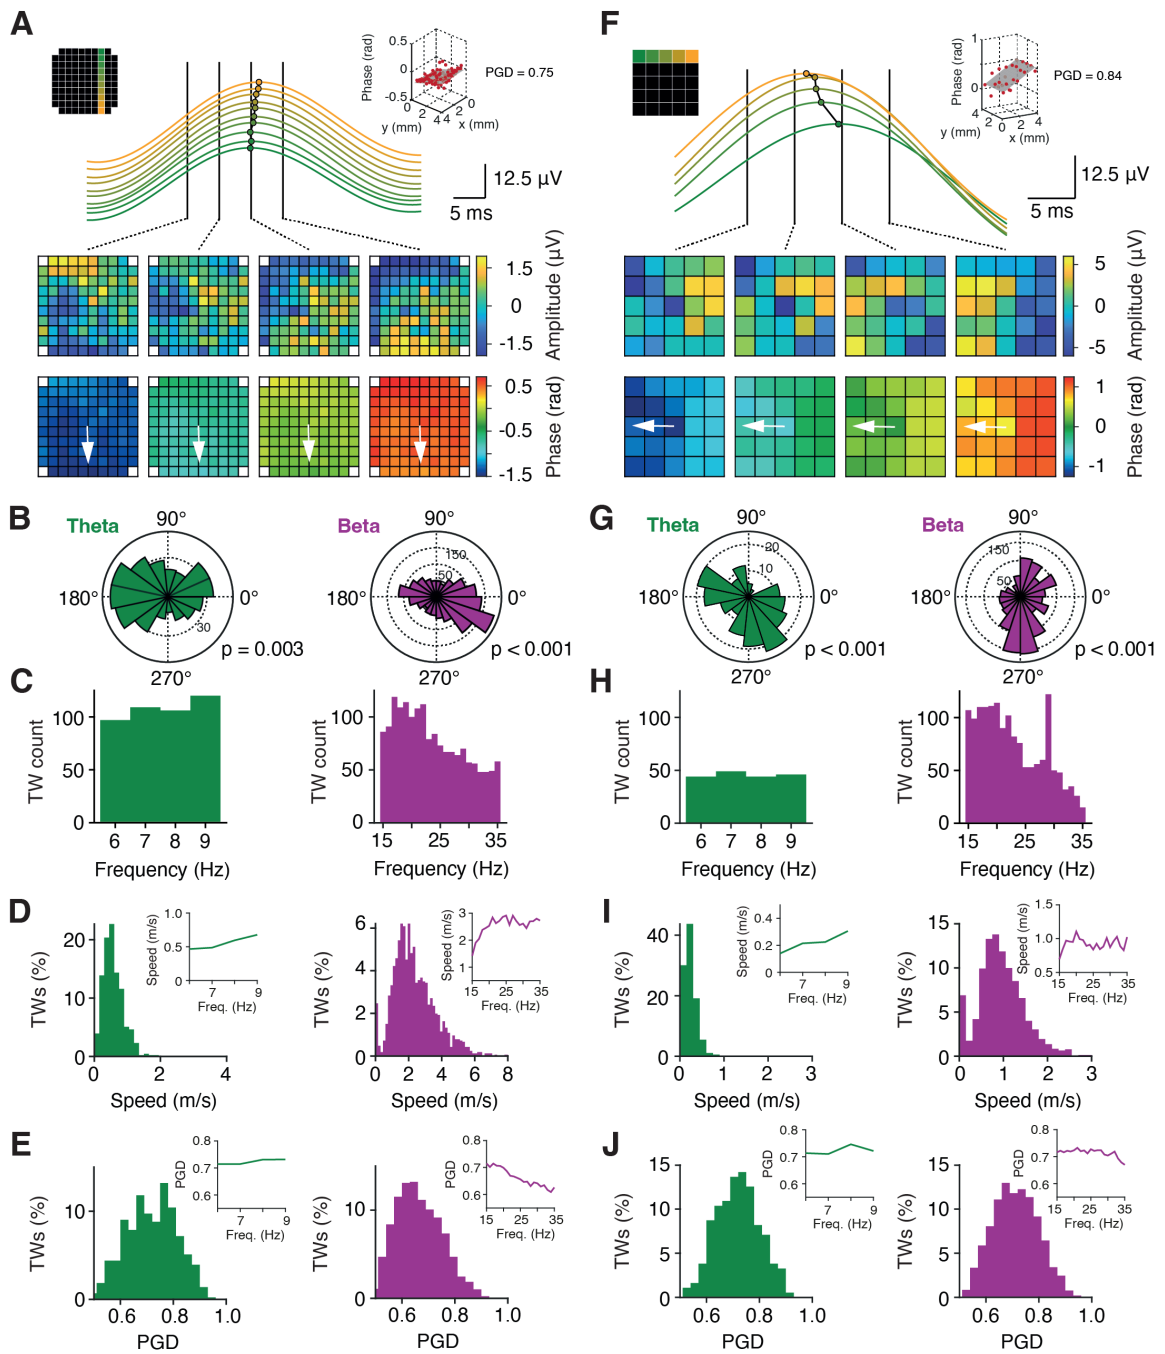 A
F
0.5
0
-0.5
Phase (rad)
0
2
4
4
2
0
y (mm)
x (mm)
PGD = 0.75
12.5 µV
5 ms
1
0
4
Phase (rad)
2
0
0
2
4
y (mm)
x (mm)
PGD = 0.84
12.5 µV
5 ms
1.5
0
-1.5
Amplitude (µV)
5
0
-5
Amplitude (µV)
0.5
-0.5
-1.5
Phase (rad)
1
0
-1
Phase (rad)
B
Theta
90°
180°
0°
270°
30
p = 0.003
Beta
90°
0°
270°
150
50
p < 0.001
G
Theta
90°
180°
0°
270°
20
10
p < 0.001
Beta
90°
180°
0°
270°
150
50
p < 0.001
C
TW count
100
50
0
6 7 8 9
Frequency (Hz)
TW count
100
50
0
15 25 35
Frequency (Hz)
H
TW count
100
50
0
6 7 8 9
Frequency (Hz)
TW count
100
50
0
15 25 35
Frequency (Hz)
D
TWs (%)
20
10
0
0 2 4
Speed (m/s)
Speed (m/s)
1.0
0.5
0
7 9
Freq. (Hz)
TWs (%)
6
4
2
0
0 2 4 6 8
Speed (m/s)
Speed (m/s)
3
2
1
15 25 35
Freq. (Hz)
I
TWs (%)
40
20
0
0 1 2 3
Speed (m/s)
Speed (m/s)
0.4
0.2
0
7 9
Freq. (Hz)
TWs (%)
15
10
5
0
0 1 2 3
Speed (m/s)
Speed (m/s)
1.5
1.0
0.5
15 25 35
Freq. (Hz)
E
TWs (%)
10
0
0.6 0.8 1.0
PGD
PGD
0.8
0.7
0.6
7 9
Freq. (Hz)
TWs (%)
10
0
0.6 0.8 1.0
PGD
PGD
0.8
0.7
0.6
15 25 35
Freq. (Hz)
J
TWs (%)
15
10
5
0
0.6 0.8 1.0
PGD
PGD
0.8
0.7
0.6
7 9
Freq. (Hz)
TWs (%)
15
10
5
0
0.6 0.8 1.0
PGD
PGD
0.8
0.7
0.6
15 25 35
Freq. (Hz)